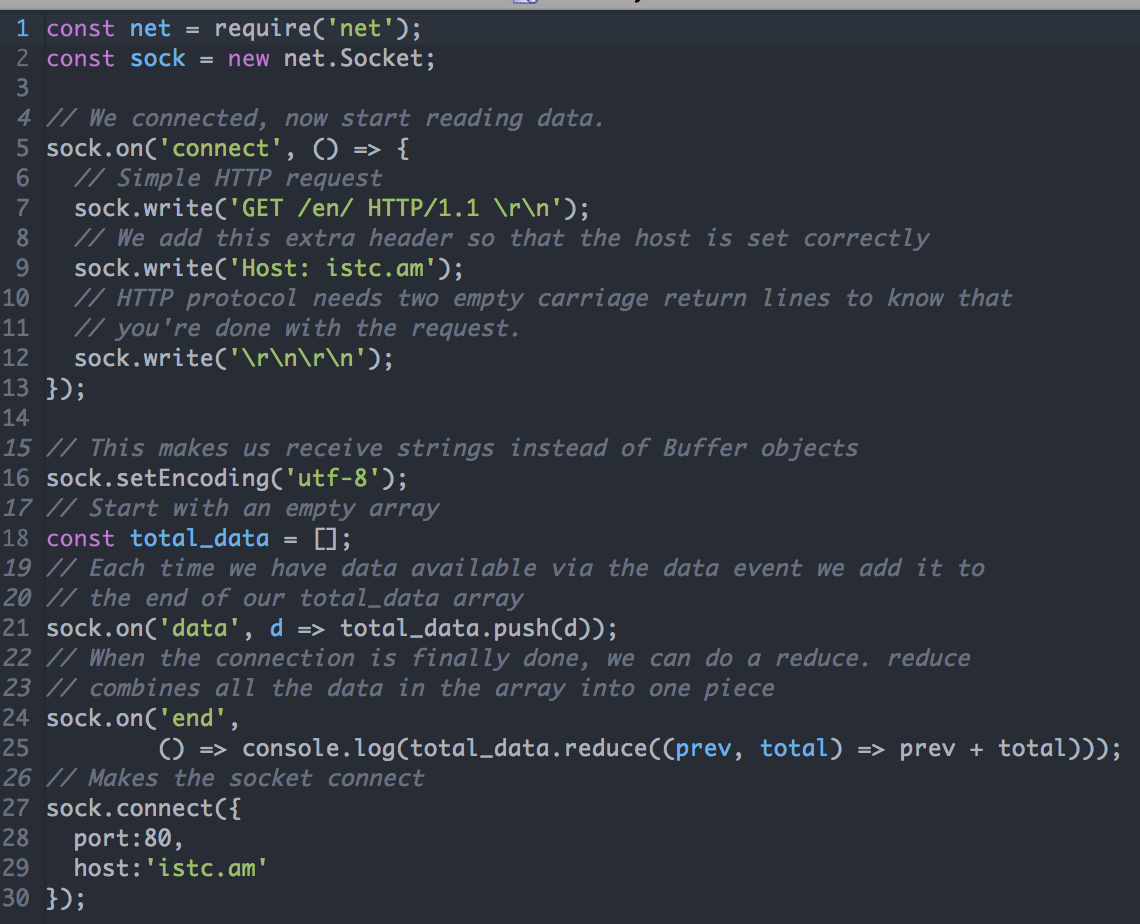 1 const net = require('net');
2 const sock = new net.Socket;
3
4 // We connected, now start reading data.
5 sock.on('connect', () => {
6   // Simple HTTP request
7   sock.write('GET /en/ HTTP/1.1 \r\n');
8   // We add this extra header so that the host is set correctly
9   sock.write('Host: istc.am');
10   // HTTP protocol needs two empty carriage return lines to know that
11   // you're done with the request.
12   sock.write('\r\n\r\n');
13 });
14
15 // This makes us receive strings instead of Buffer objects
16 sock.setEncoding('utf-8');
17 // Start with an empty array
18 const total_data = [];
19 // Each time we have data available via the data event we add it to
20 // the end of our total_data array
21 sock.on('data', d => total_data.push(d));
22 // When the connection is finally done, we can do a reduce. reduce
23 // combines all the data in the array into one piece
24 sock.on('end',
25         () => console.log(total_data.reduce((prev, total) => prev + total)));
26 // Makes the socket connect
27 sock.connect({
28   port:80,
29   host:'istc.am'
30 });